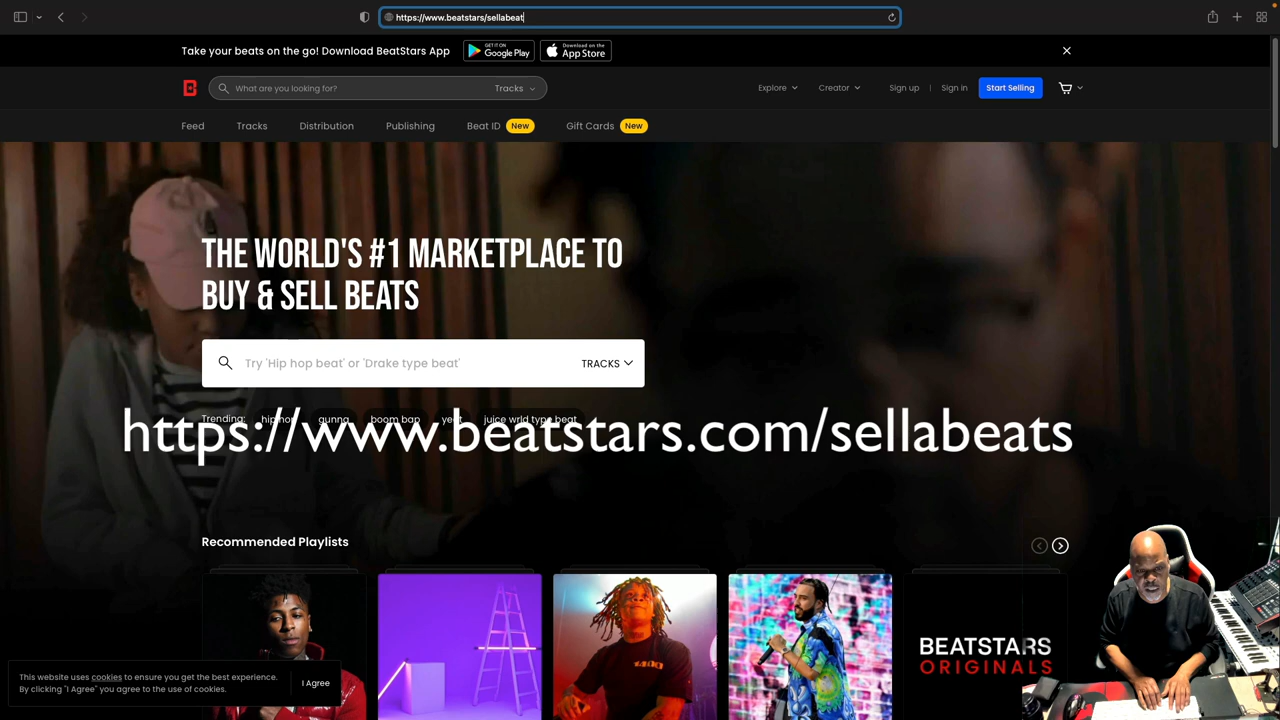 https://www.beatstars/sellabeat
Take your beats on the go! Download BeatStars App
GET IT ON
Google Play
Download on the
App Store
What are you looking for?
Tracks
Explore
Creator
Sign up
Sign in
Start Selling
Feed
Tracks
Distribution
Publishing
Beat ID
New
Gift Cards
New
THE WORLD'S #1 MARKETPLACE TO
BUY & SELL BEATS
Try 'Hip hop beat' or 'Drake type beat'
TRACKS
Trending:
hip hop
gunna
boom bap
yeat
juice wrld type beat
https://www.beatstars.com/sellabeats
Recommended Playlists
BEATSTARS
ORIGINALS
This website uses cookies to ensure you get the best experience.
By clicking "I Agree" you agree to the use of cookies.
I Agree